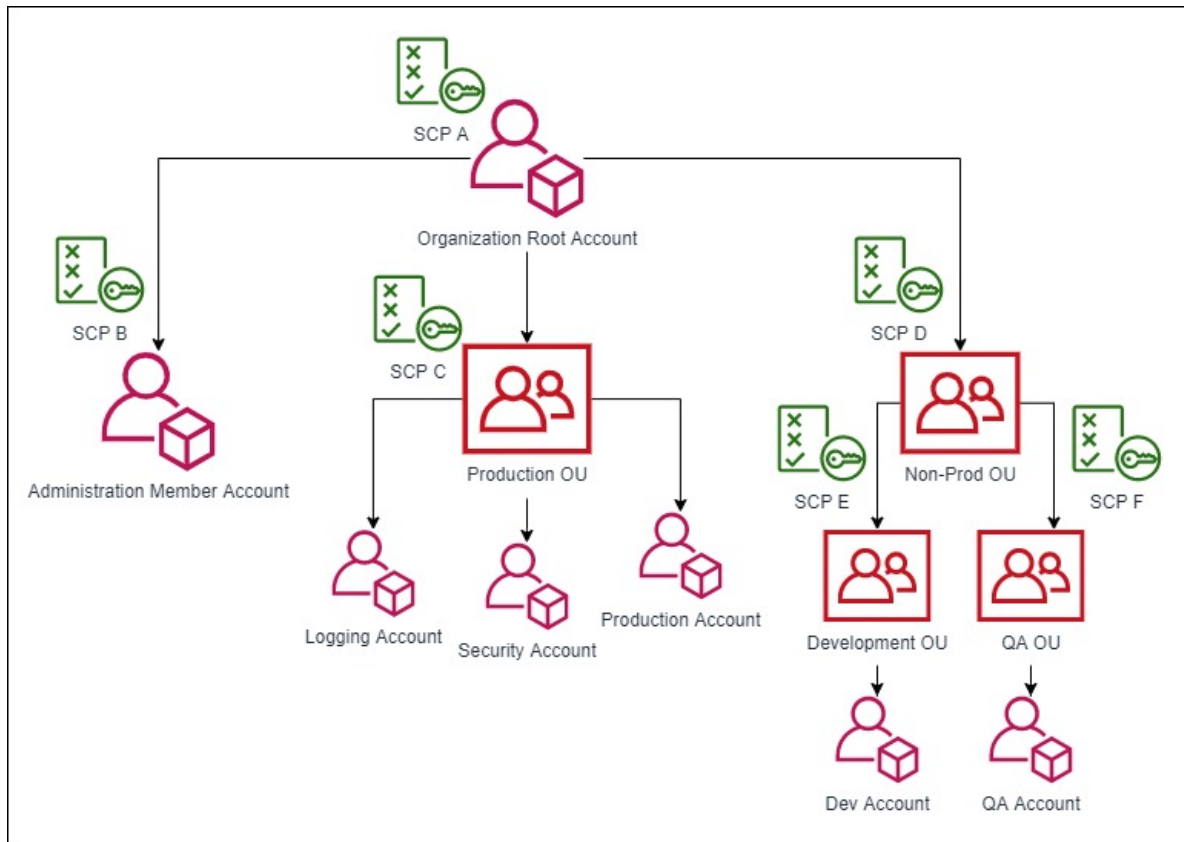 SCP A
Organization Root Account
SCP B
SCP D
SCP C
Administration Member Account
Production OU
Non-Prod OU
SCP E
SCP F
Logging Account
Security Account
Production Account
Development OU
QA OU
Dev Account
QA Account